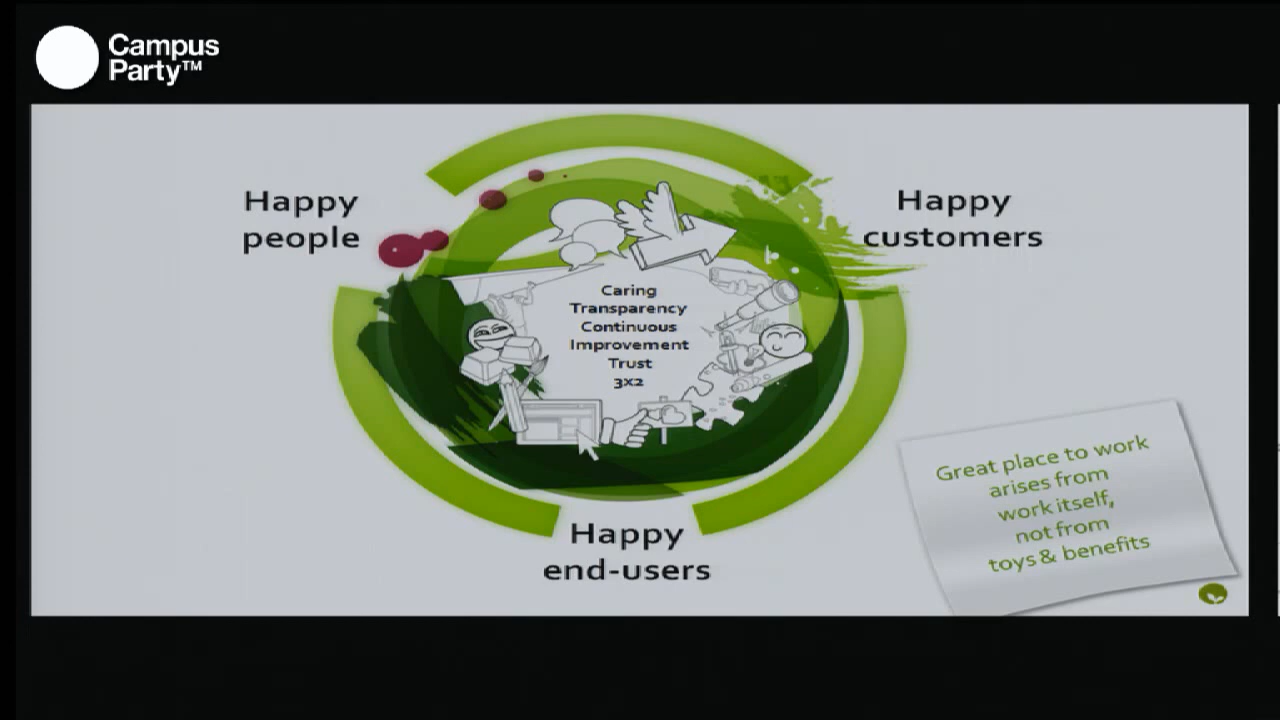 Campus
Party™
Happy
people
Happy
customers
Caring
Transparency
Continuous
Improvement
Trust
3x2
Happy
end-users
Great place to work
arises from
work itself,
not from
toys & benefits